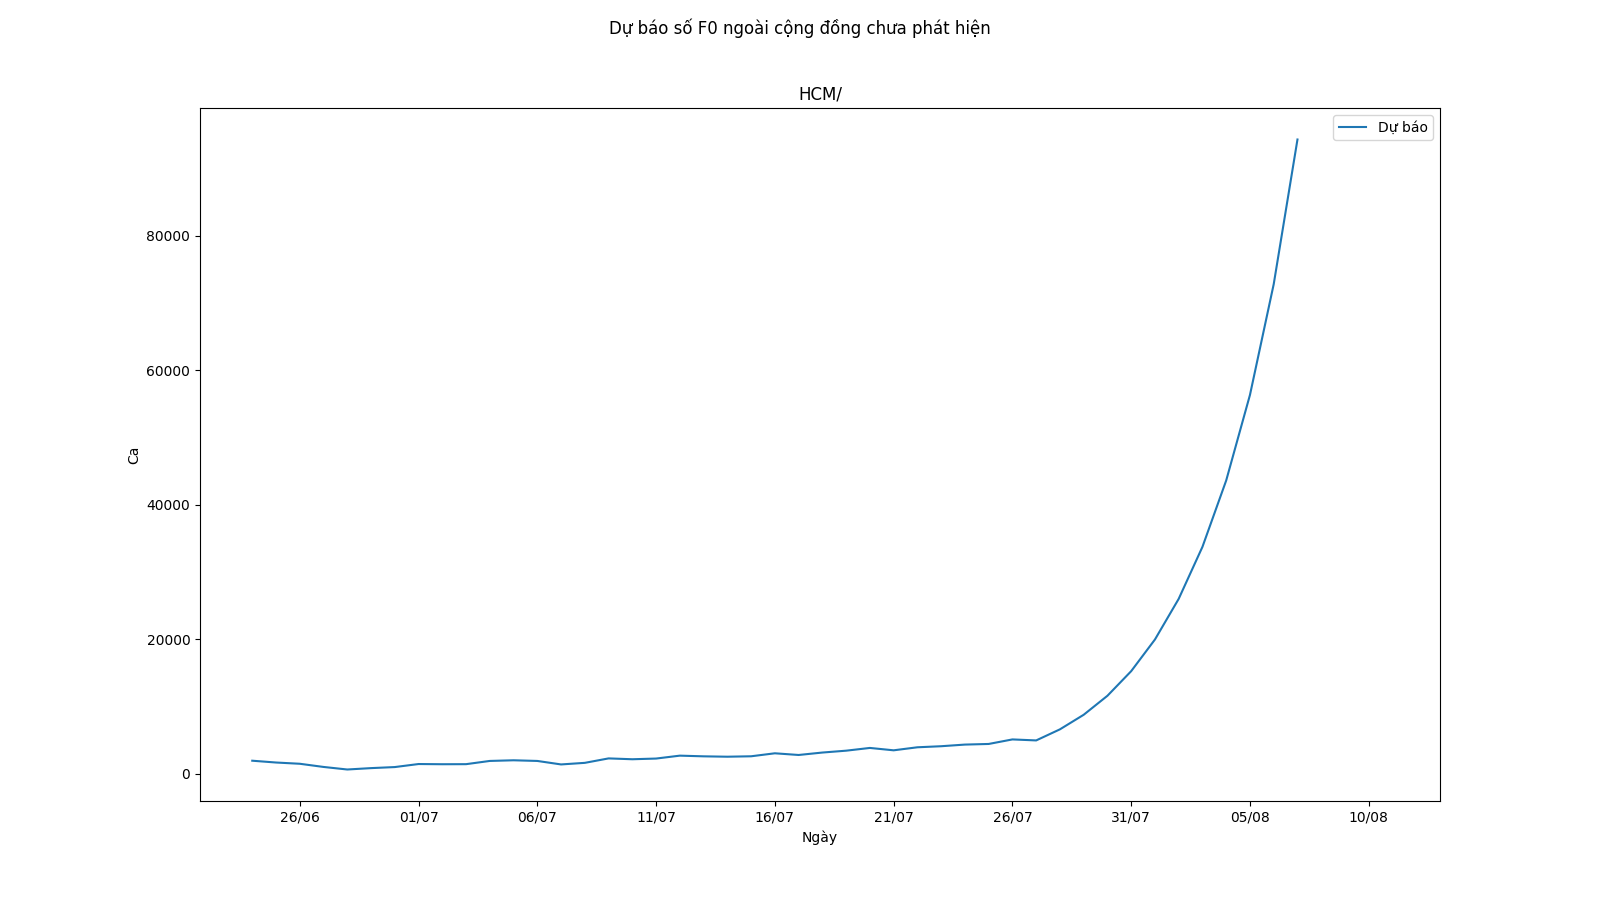 Dự báo số F0 ngoài cộng đồng chưa phát hiện
HCM/
Dự báo
80000
60000
40000
20000
0
Ca
26/06 01/07 06/07 11/07 16/07 21/07 26/07 31/07 05/08 10/08
Ngày